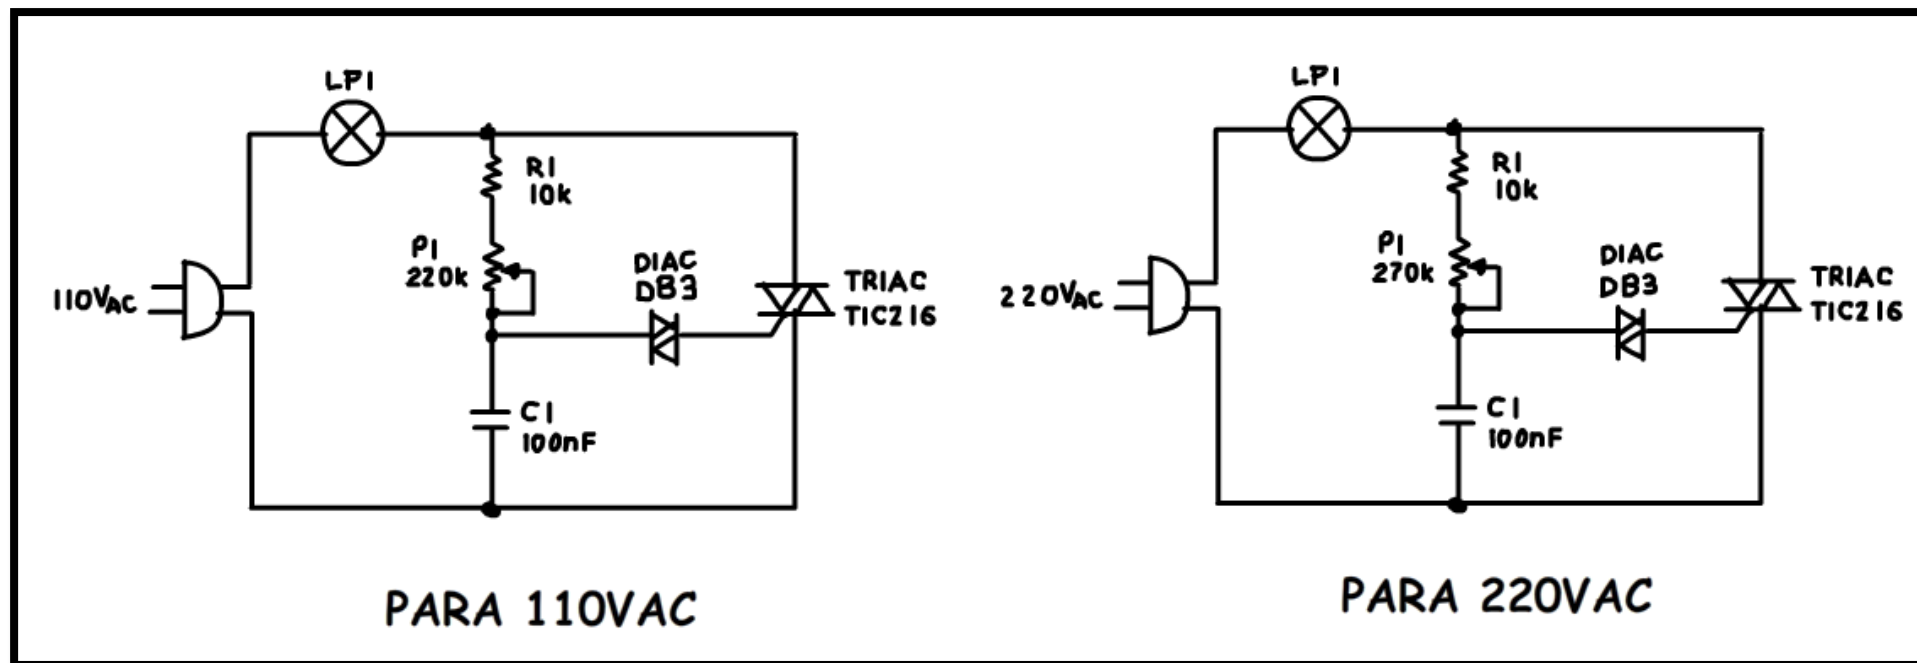 LP1
R1
10k
P1
220k
DIAC
DB3
TRIAC
TIC216
110VAC
C1
100nF
PARA 110VAC
LP1
R1
10k
P1
270k
DIAC
DB3
TRIAC
TIC216
220VAC
C1
100nF
PARA 220VAC